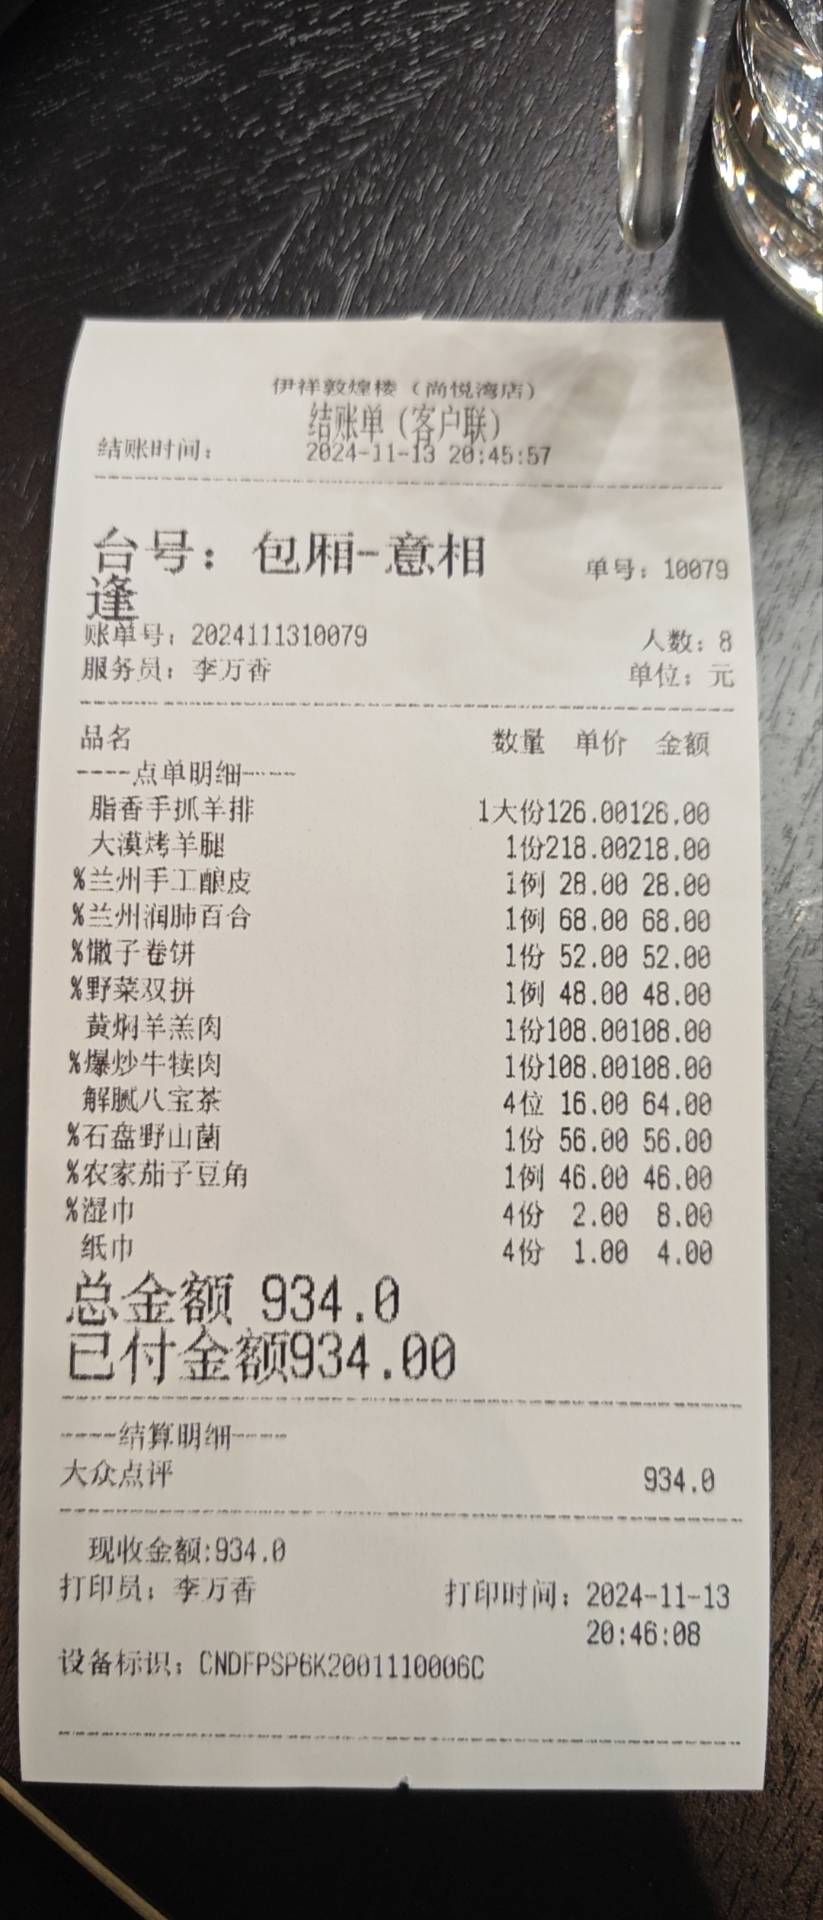 伊祥敦煌楼（尚悦湾店）
结账单（客户联）
结账时间： 2024-11-13 20:45:57
台号：包厢-意相逢 单号：10079
账单号：2024111310079 人数：8
服务员：李万香 单位：元
品名 数量 单价 金额
----点单明细----
脂香手抓羊排 1大份126.00126.00
大漠烤羊腿 1份218.00218.00
%兰州手工酿皮 1例 28.00 28.00
%兰州润肺百合 1例 68.00 68.00
%馓子卷饼 1份 52.00 52.00
%野菜双拼 1例 48.00 48.00
黄焖羊羔肉 1份108.00108.00
%爆炒牛犊肉 1份108.00108.00
解腻八宝茶 4位 16.00 64.00
%石盘野山菌 1份 56.00 56.00
%农家茄子豆角 1例 46.00 46.00
%湿巾 4份 2.00 8.00
纸巾 4份 1.00 4.00
总金额 934.0
已付金额934.00
----结算明细----
大众点评 934.0
现收金额:934.0
打印员：李万香 打印时间：2024-11-13
20:46:08
设备标识：CNDFPSP6K2001110006C